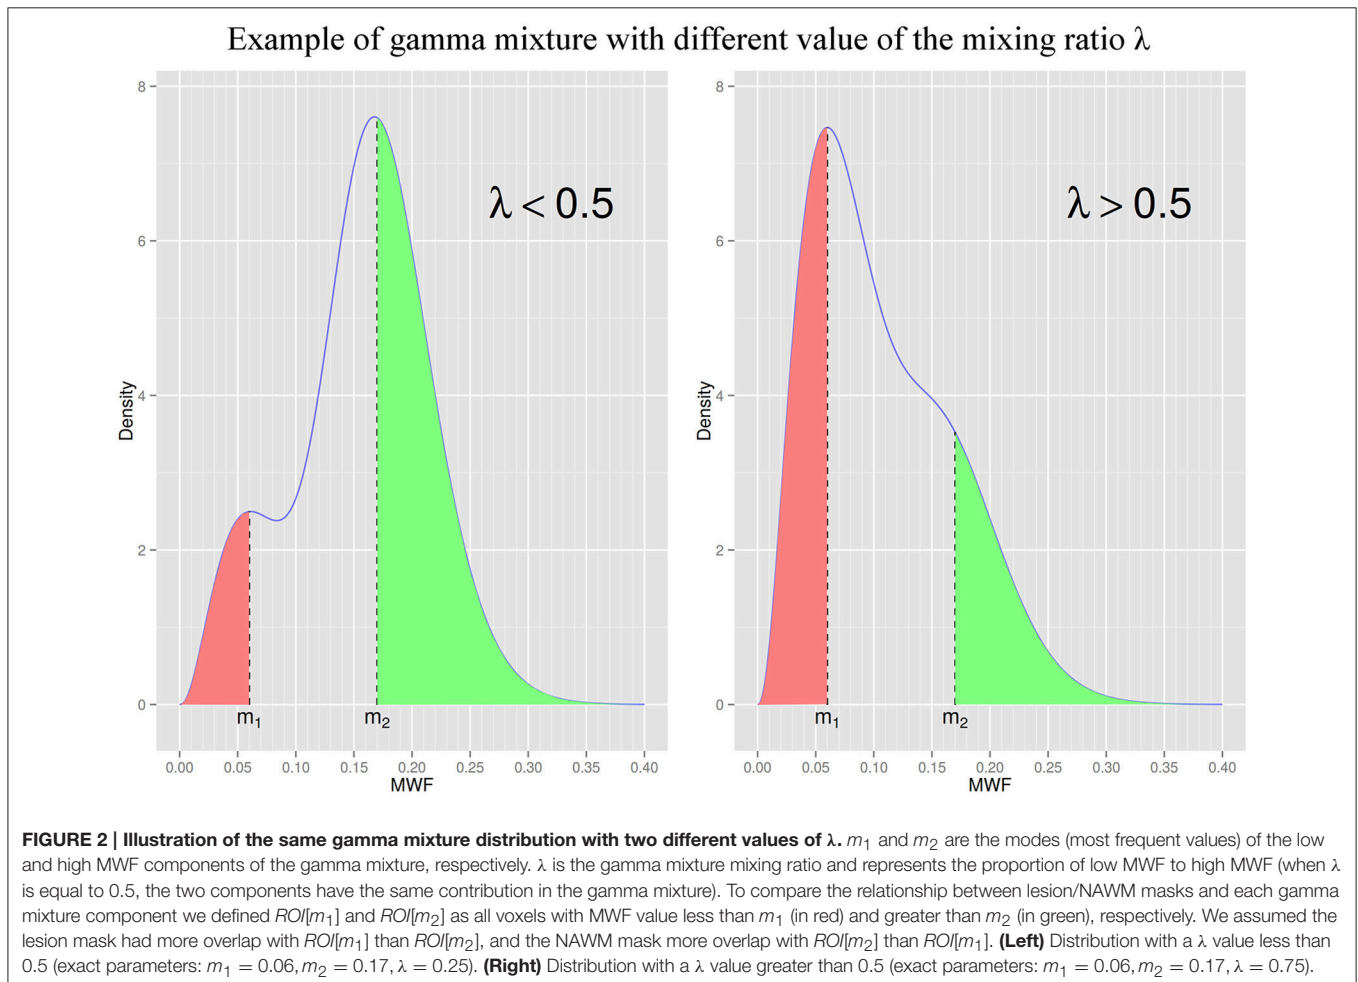 Example of gamma mixture with different value of the mixing ratio λ
8
6
4
2
0
Density
λ < 0.5
m1
m2
0.00 0.05 0.10 0.15 0.20 0.25 0.30 0.35 0.40
MWF
8
6
4
2
0
Density
λ > 0.5
m1
m2
0.00 0.05 0.10 0.15 0.20 0.25 0.30 0.35 0.40
MWF
FIGURE 2 | Illustration of the same gamma mixture distribution with two different values of λ. m1 and m2 are the modes (most frequent values) of the low
and high MWF components of the gamma mixture, respectively. λ is the gamma mixture mixing ratio and represents the proportion of low MWF to high MWF (when λ
is equal to 0.5, the two components have the same contribution in the gamma mixture). To compare the relationship between lesion/NAWM masks and each gamma
mixture component we defined ROI[m1] and ROI[m2] as all voxels with MWF value less than m1 (in red) and greater than m2 (in green), respectively. We assumed the
lesion mask had more overlap with ROI[m1] than ROI[m2], and the NAWM mask more overlap with ROI[m2] than ROI[m1]. (Left) Distribution with a λ value less than
0.5 (exact parameters: m1 = 0.06, m2 = 0.17, λ = 0.25). (Right) Distribution with a λ value greater than 0.5 (exact parameters: m1 = 0.06, m2 = 0.17, λ = 0.75).